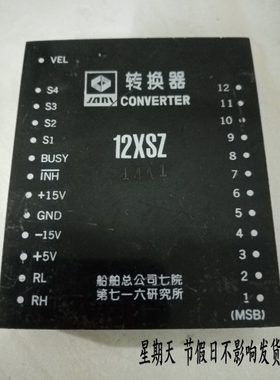 VEL
转换器
CONVERTER
12XSZ
1441
S4
S3
S2
S1
BUSY
INH
+15V
GND
-15V
+5V
RL
RH
12
11
10
9
8
7
6
5
4
3
2
1
(MSB)
船舶总公司七院
第七一六研究所
星期天 节假日不影响发货